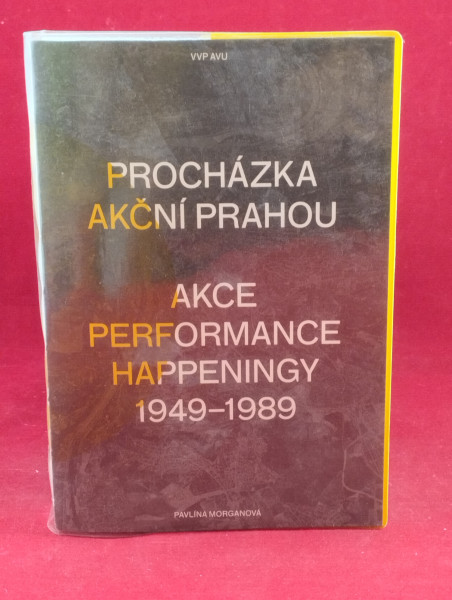 VVP AVU
PROCHÁZKA
AKČNÍ PRAHOU
AKCE
PERFORMANCE
HAPPENINGY
1949–1989
PAVLÍNA MORGANOVÁ